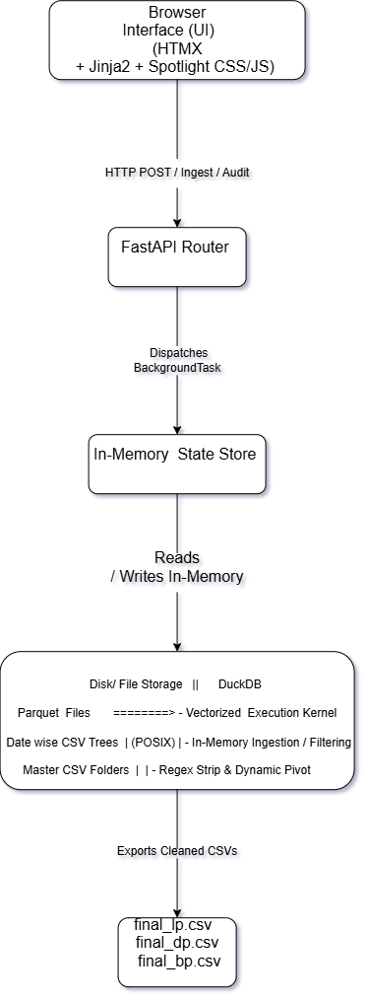 Browser
Interface (UI)
(HTMX
+ Jinja2 + Spotlight CSS/JS)
HTTP POST / Ingest / Audit
FastAPI Router
Dispatches
BackgroundTask
In-Memory State Store
Reads
/ Writes In-Memory
Disk/ File Storage || DuckDB
Parquet Files ========> - Vectorized Execution Kernel
Date wise CSV Trees | (POSIX) | - In-Memory Ingestion / Filtering
Master CSV Folders | | - Regex Strip & Dynamic Pivot
Exports Cleaned CSVs
final_lp.csv
final_dp.csv
final_bp.csv